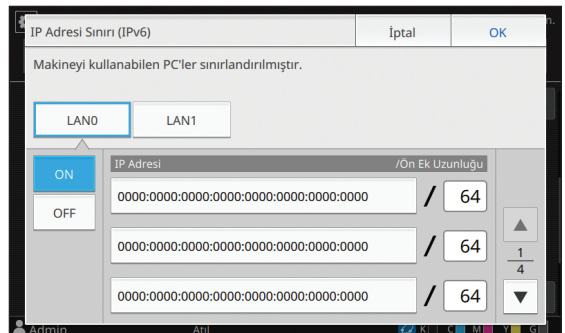 IP Adresi Sınırı (IPv6) İptal OK
n.
Makineyi kullanabilen PC'ler sınırlandırılmıştır.
LAN0 LAN1
ON
OFF
IP Adresi /Ön Ek Uzunluğu
0000:0000:0000:0000:0000:0000:0000:0000 / 64
0000:0000:0000:0000:0000:0000:0000:0000 / 64
0000:0000:0000:0000:0000:0000:0000:0000 / 64
1
4
Admin Atıl K C M Y G